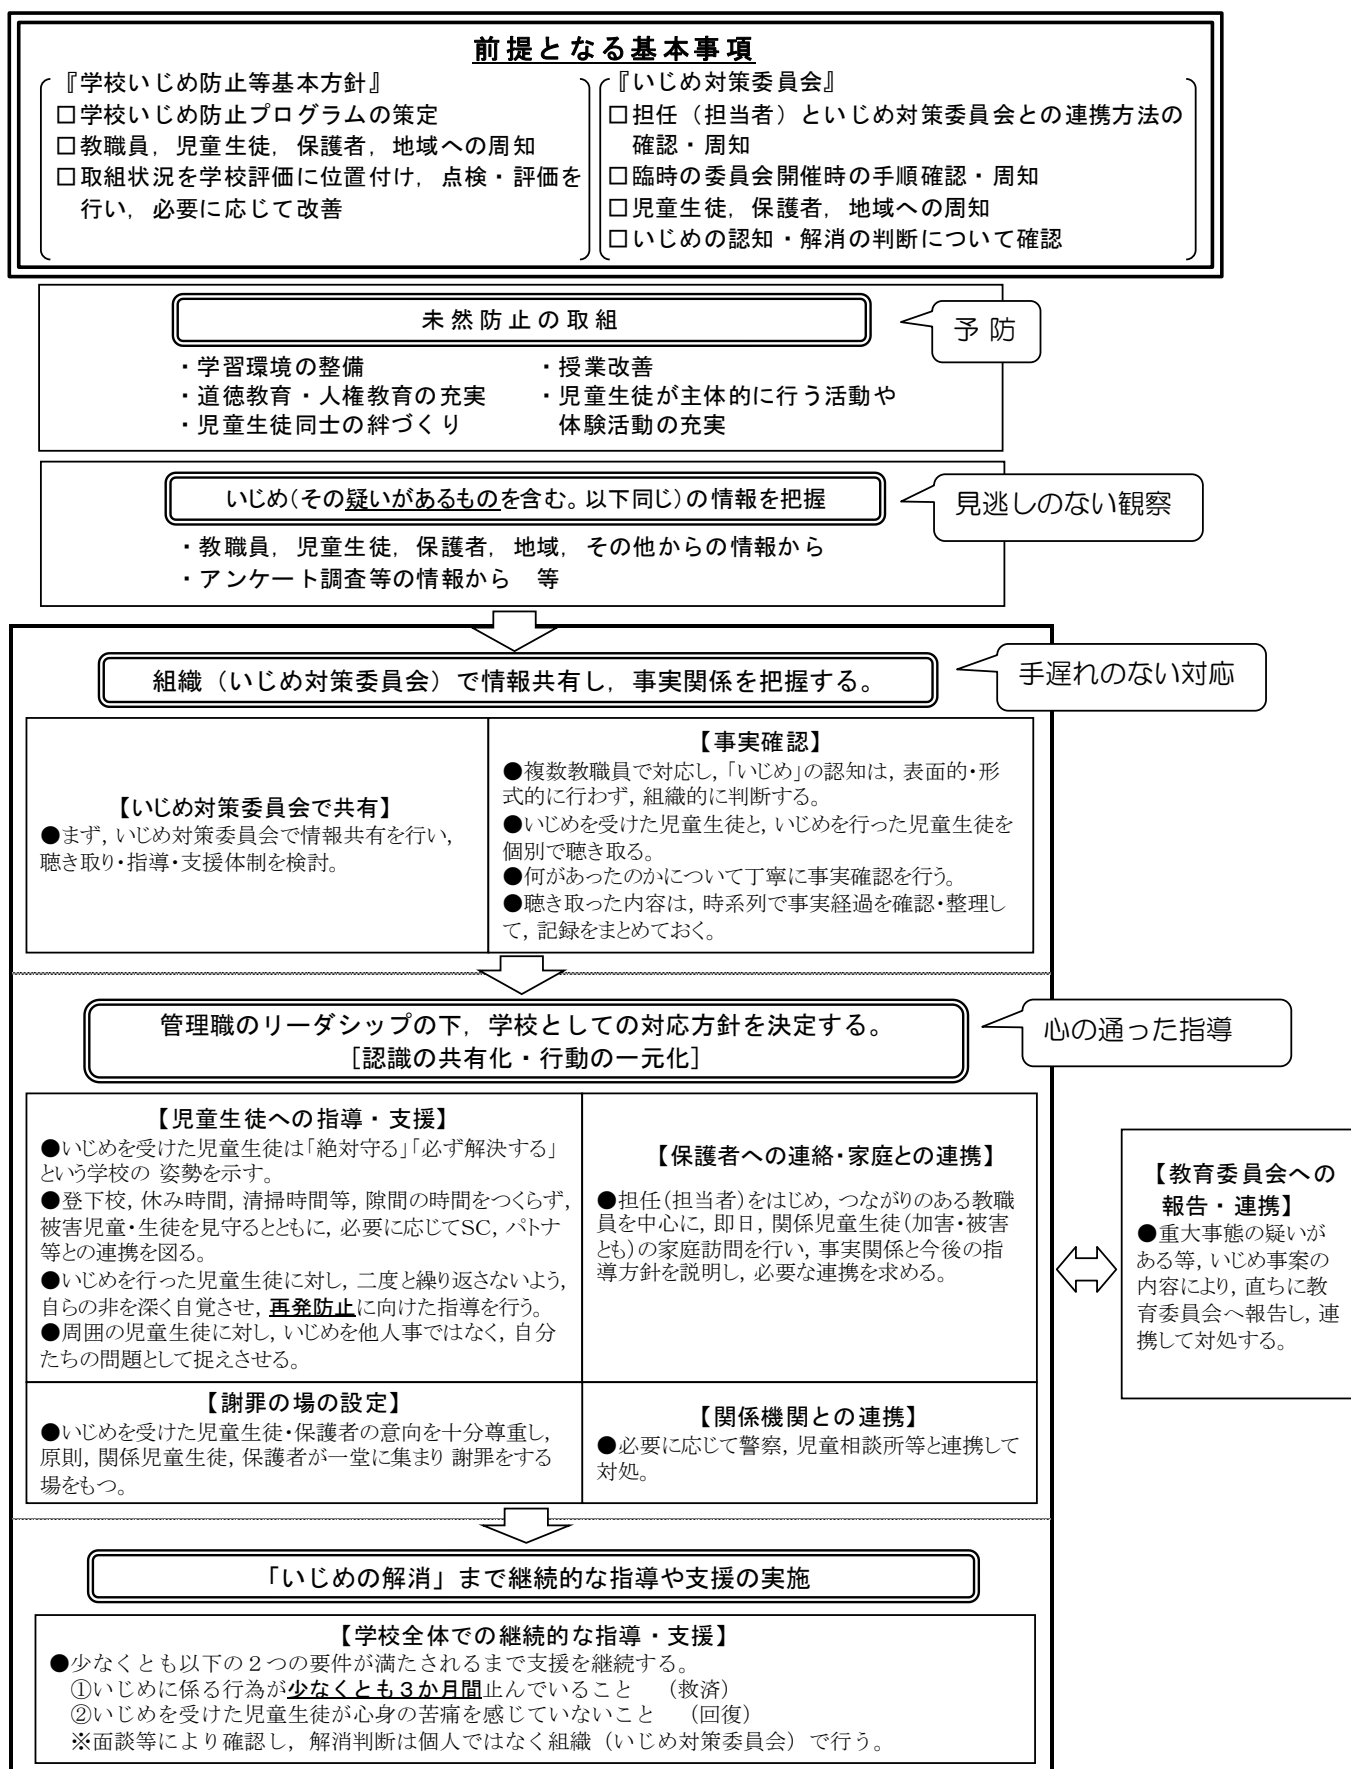 前提となる基本事項
『学校いじめ防止等基本方針』
□学校いじめ防止プログラムの策定
□教職員，児童生徒，保護者，地域への周知
□取組状況を学校評価に位置付け，点検・評価を
行い，必要に応じて改善
『いじめ対策委員会』
□担任（担当者）といじめ対策委員会との連携方法の
確認・周知
□臨時の委員会開催時の手順確認・周知
□児童生徒，保護者，地域への周知
□いじめの認知・解消の判断について確認
未然防止の取組
予 防
・学習環境の整備
・道徳教育・人権教育の充実
・児童生徒同士の絆づくり
・授業改善
・児童生徒が主体的に行う活動や
体験活動の充実
いじめ（その疑いがあるものを含む。以下同じ）の情報を把握
見逃しのない観察
・教職員，児童生徒，保護者，地域，その他からの情報から
・アンケート調査等の情報から　等
組織（いじめ対策委員会）で情報共有し，事実関係を把握する。
手遅れのない対応
【いじめ対策委員会で共有】
●まず，いじめ対策委員会で情報共有を行い，
聴き取り・指導・支援体制を検討。
【事実確認】
●複数教職員で対応し，「いじめ」の認知は，表面的・形
式的に行わず，組織的に判断する。
●いじめを受けた児童生徒と，いじめを行った児童生徒を
個別で聴き取る。
●何があったのかについて丁寧に事実確認を行う。
●聴き取った内容は，時系列で事実経過を確認・整理し
て，記録をまとめておく。
管理職のリーダシップの下，学校としての対応方針を決定する。
［認識の共有化・行動の一元化］
心の通った指導
【児童生徒への指導・支援】
●いじめを受けた児童生徒は「絶対守る」「必ず解決する」
という学校の 姿勢を示す。
●登下校，休み時間，清掃時間等，隙間の時間をつくらず，
被害児童・生徒を見守るとともに，必要に応じてSC，パトナ
等との連携を図る。
●いじめを行った児童生徒に対し，二度と繰り返さないよう，
自らの非を深く自覚させ，再発防止に向けた指導を行う。
●周囲の児童生徒に対し，いじめを他人事ではなく，自分
たちの問題として捉えさせる。
【保護者への連絡・家庭との連携】
●担任（担当者）をはじめ，つながりのある教職
員を中心に，即日，関係児童生徒（加害・被害
とも）の家庭訪問を行い，事実関係と今後の指
導方針を説明し，必要な連携を求める。
【教育委員会への
報告・連携】
●重大事態の疑いが
ある等，いじめ事案の
内容により，直ちに教
育委員会へ報告し，連
携して対処する。
【謝罪の場の設定】
●いじめを受けた児童生徒・保護者の意向を十分尊重し，
原則，関係児童生徒，保護者が一堂に集まり 謝罪をする
場をもつ。
【関係機関との連携】
●必要に応じて警察，児童相談所等と連携して
対処。
「いじめの解消」まで継続的な指導や支援の実施
【学校全体での継続的な指導・支援】
●少なくとも以下の２つの要件が満たされるまで支援を継続する。
①いじめに係る行為が少なくとも３か月間止んでいること　（救済）
②いじめを受けた児童生徒が心身の苦痛を感じていないこと　（回復）
※面談等により確認し，解消判断は個人ではなく組織（いじめ対策委員会）で行う。